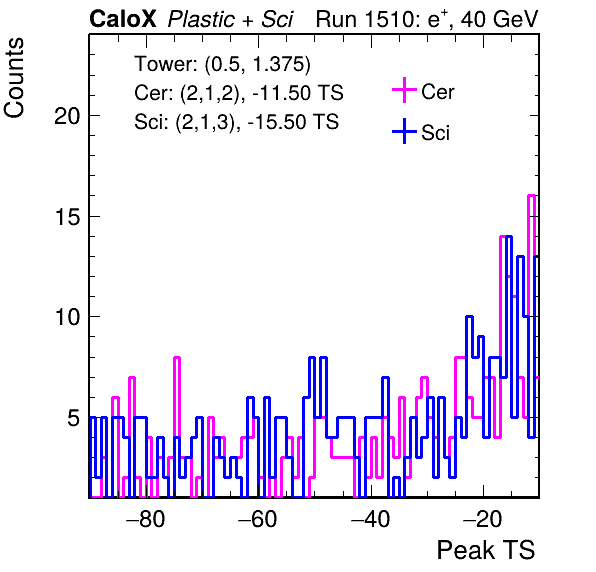 CaloX Plastic + Sci Run 1510: e⁺, 40 GeV
Tower: (0.5, 1.375)
Cer: (2,1,2), -11.50 TS
Sci: (2,1,3), -15.50 TS
Cer
Sci
Counts
20
15
10
5
−80 −60 −40 −20
Peak TS